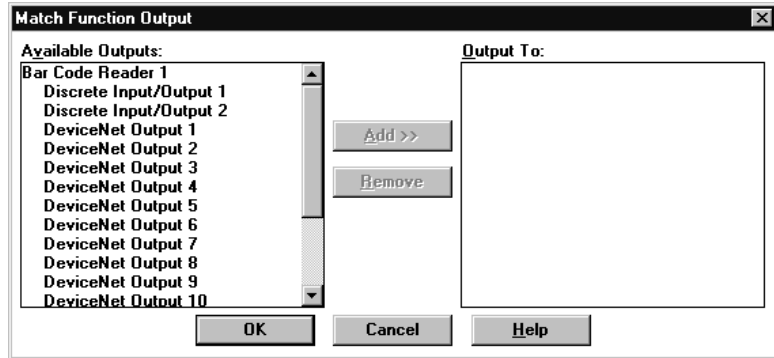 Match Function Output
Available Outputs:
Output To:
Bar Code Reader 1
Discrete Input/Output 1
Discrete Input/Output 2
DeviceNet Output 1
DeviceNet Output 2
DeviceNet Output 3
DeviceNet Output 4
DeviceNet Output 5
DeviceNet Output 6
DeviceNet Output 7
DeviceNet Output 8
DeviceNet Output 9
DeviceNet Output 10
Add >>
Remove
OK
Cancel
Help